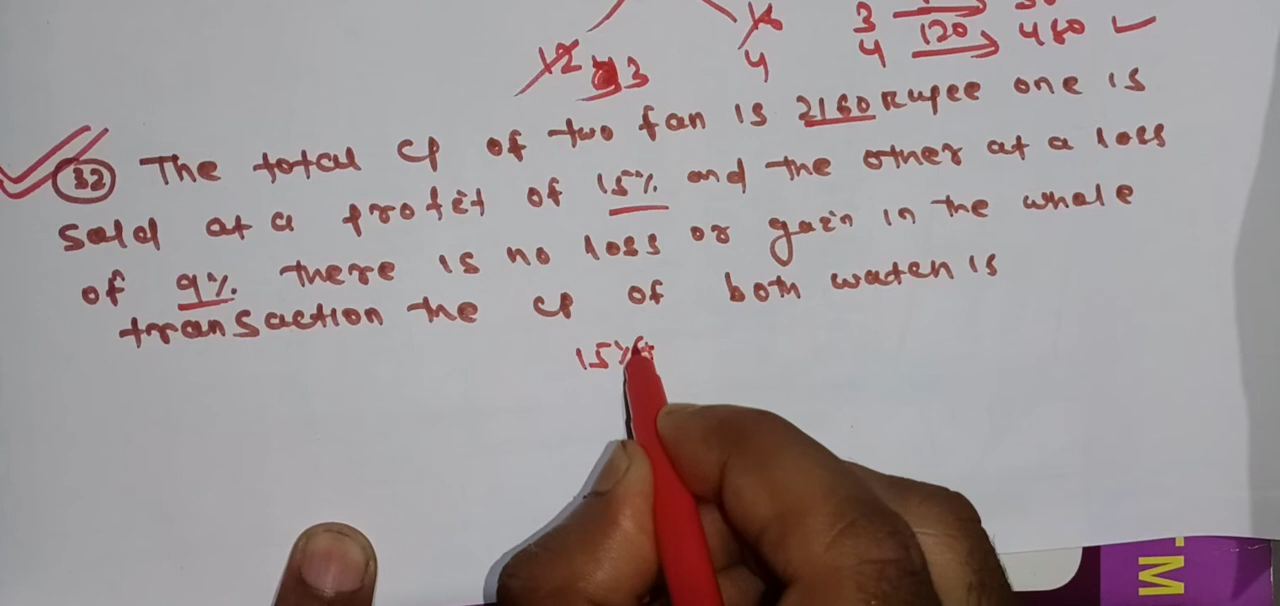 12 3 16 4
3
4 120 480
32 The total CP of two fan is 2160 Rupee one is
sold at a profit of 15% and the other at a loss
of 9% there is no loss or gain in the whole
transaction the CP of both watch is
15%
TM